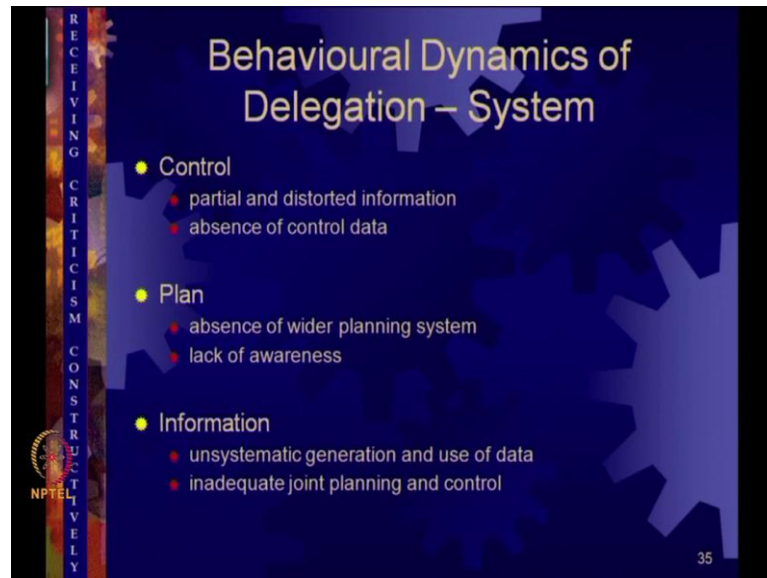 RECEIVING CRITICISM CONSTRUCTIVELY
Behavioural Dynamics of
Delegation – System
Control
partial and distorted information
absence of control data
Plan
absence of wider planning system
lack of awareness
Information
unsystematic generation and use of data
inadequate joint planning and control
NPTEL
35